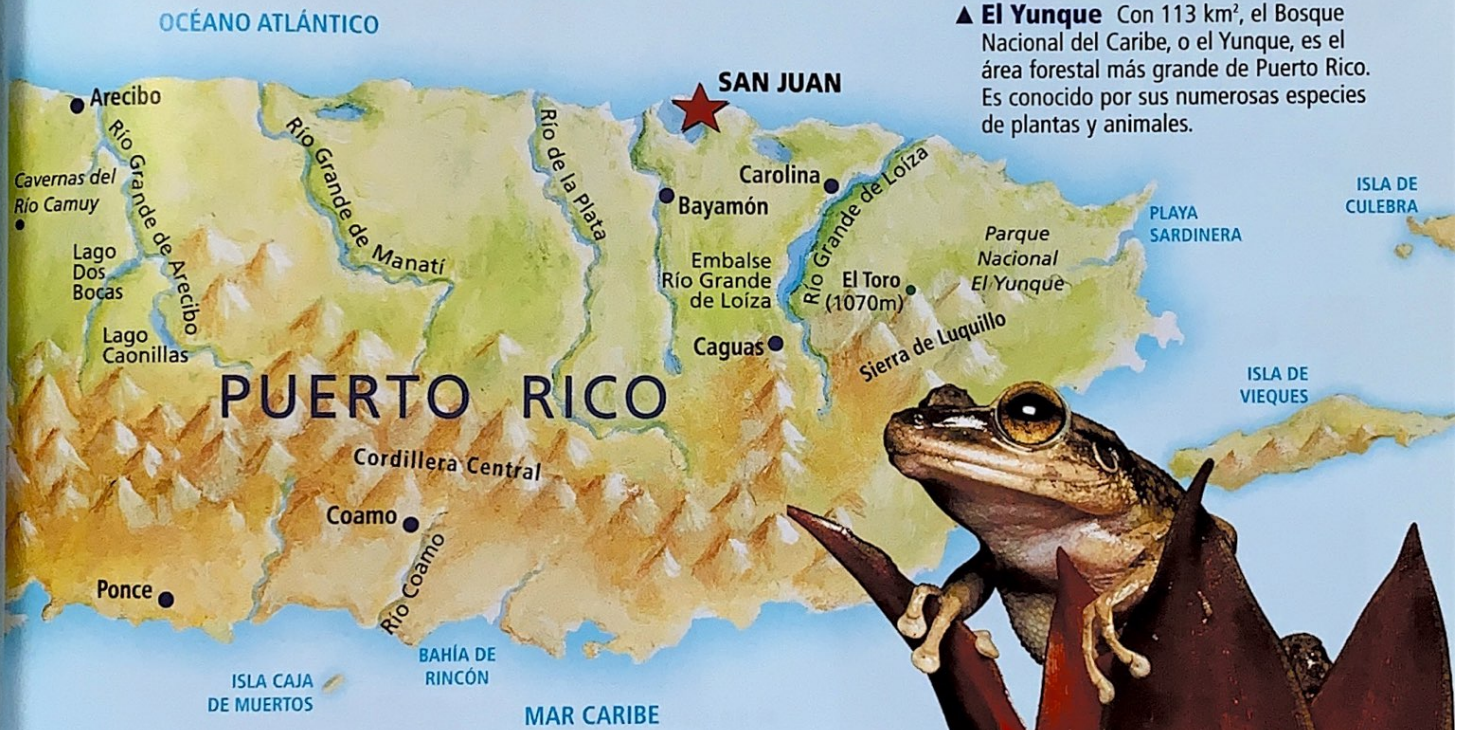 OCÉANO ATLÁNTICO
▲ El Yunque Con 113 km², el Bosque
Nacional del Caribe, o el Yunque, es el
área forestal más grande de Puerto Rico.
Es conocido por sus numerosas especies
de plantas y animales.
SAN JUAN
Arecibo
Río Grande de Arecibo
Río Grande de Manatí
Río de la Plata
Cavernas del
Río Camuy
Carolina
Bayamón
Río Grande de Loíza
ISLA DE
CULEBRA
PLAYA
SARDINERA
Parque
Nacional
El Yunque
Lago
Dos
Bocas
Embalse
Río Grande
de Loíza
El Toro
(1070m)
Lago
Caonillas
Caguas
Sierra de Luquillo
PUERTO RICO
ISLA DE
VIEQUES
Cordillera Central
Coamo
Río Coamo
Ponce
BAHÍA DE
RINCÓN
ISLA CAJA
DE MUERTOS
MAR CARIBE